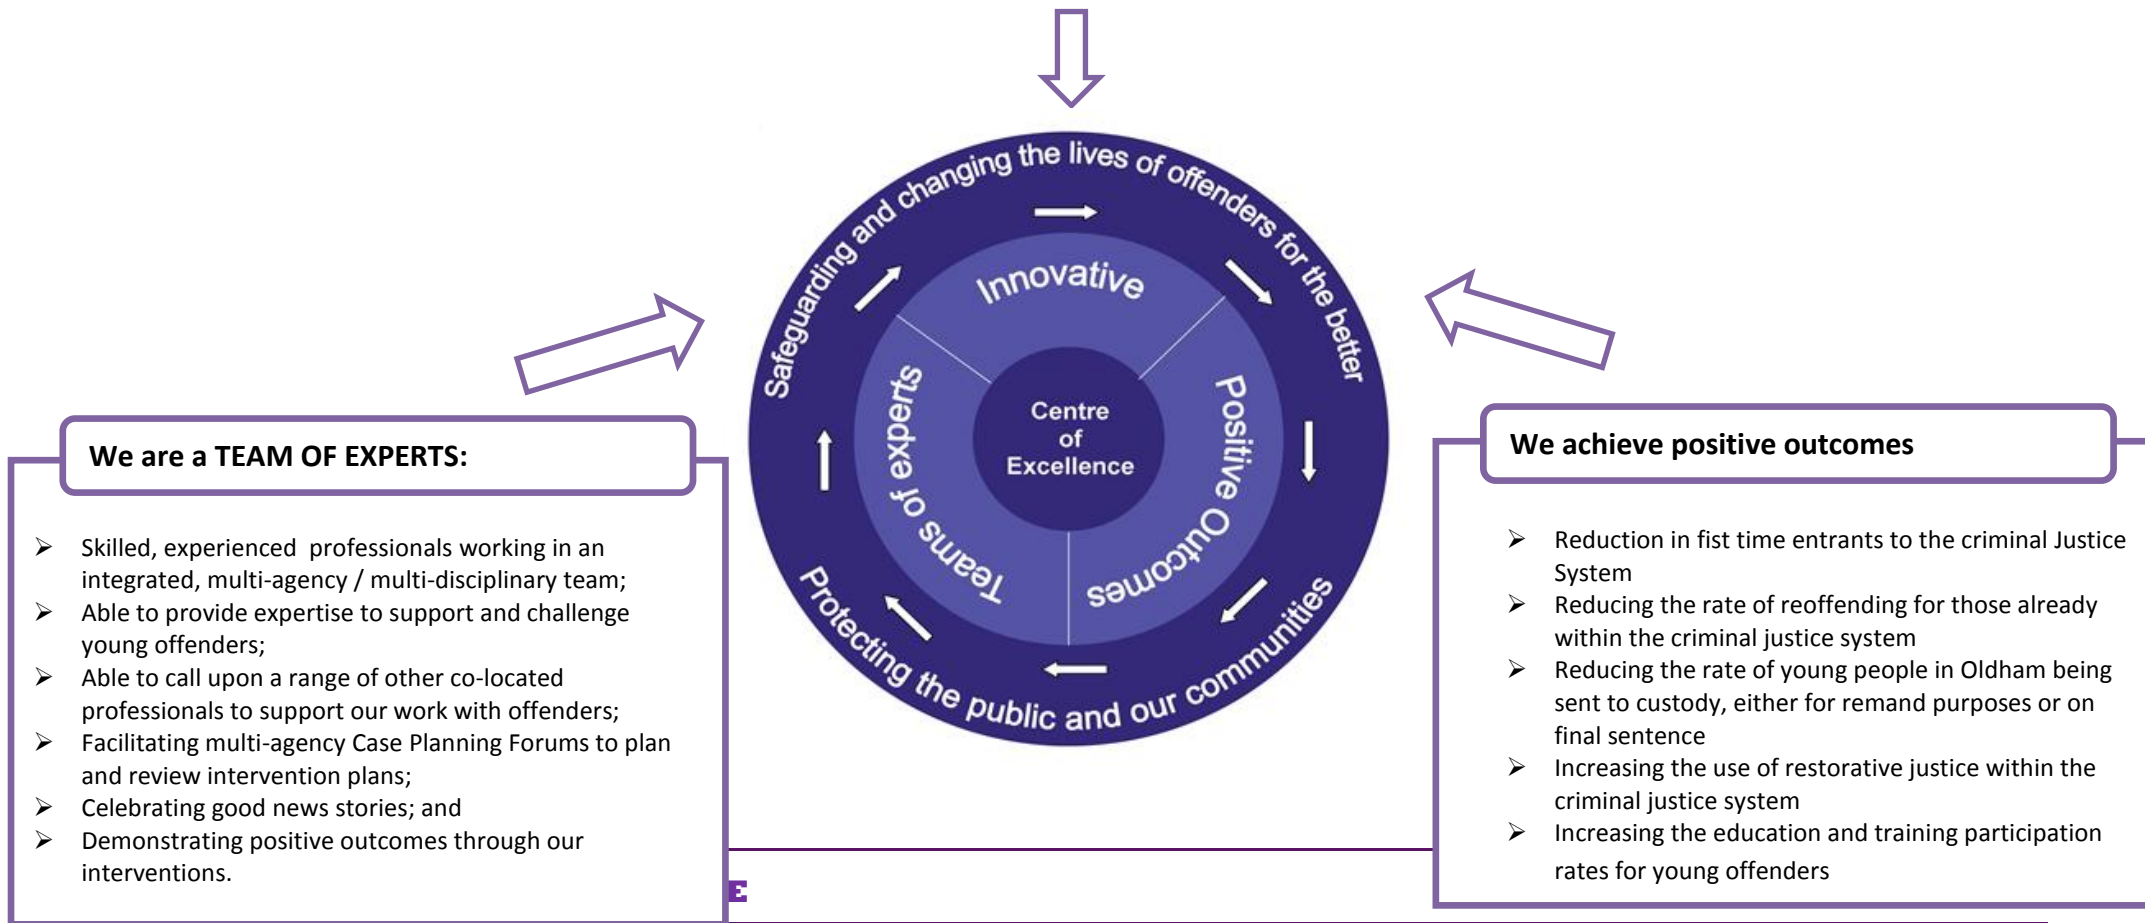 Safeguarding and changing the lives of offenders for the better
Innovative
Teams of experts
Positive Outcomes
Centre
of
Excellence
Protecting the public and our communities
We are a TEAM OF EXPERTS:
➢ Skilled, experienced professionals working in an
integrated, multi-agency / multi-disciplinary team;
➢ Able to provide expertise to support and challenge
young offenders;
➢ Able to call upon a range of other co-located
professionals to support our work with offenders;
➢ Facilitating multi-agency Case Planning Forums to plan
and review intervention plans;
➢ Celebrating good news stories; and
➢ Demonstrating positive outcomes through our
interventions.
We achieve positive outcomes
➢ Reduction in fist time entrants to the criminal Justice
System
➢ Reducing the rate of reoffending for those already
within the criminal justice system
➢ Reducing the rate of young people in Oldham being
sent to custody, either for remand purposes or on
final sentence
➢ Increasing the use of restorative justice within the
criminal justice system
➢ Increasing the education and training participation
rates for young offenders
E